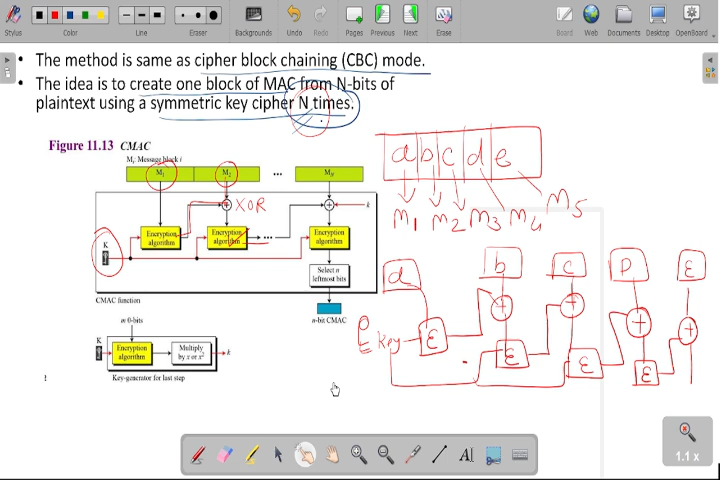 Stylus
Color
Line
Eraser
Backgrounds
Undo
Redo
Pages
Previous
Next
Erase
Board
Web
Documents
Desktop
OpenBoard
• The method is same as cipher block chaining (CBC) mode.
• The idea is to create one block of MAC from N-bits of
plaintext using a symmetric key cipher N times.
Figure 11.13 CMAC
Mi: Message block i
M1 M2 ... MN
XOR
k
K
Encryption algorithm
Encryption algorithm
...
Encryption algorithm
Select n leftmost bits
CMAC function
n-bit CMAC
m 0-bits
K
Encryption algorithm
Multiply by x or x²
k
Key-generator for last step
a b c d e
m1 m2 m3 m4 m5
a b c D E
+ + + +
Key
E E E E
1.1 x